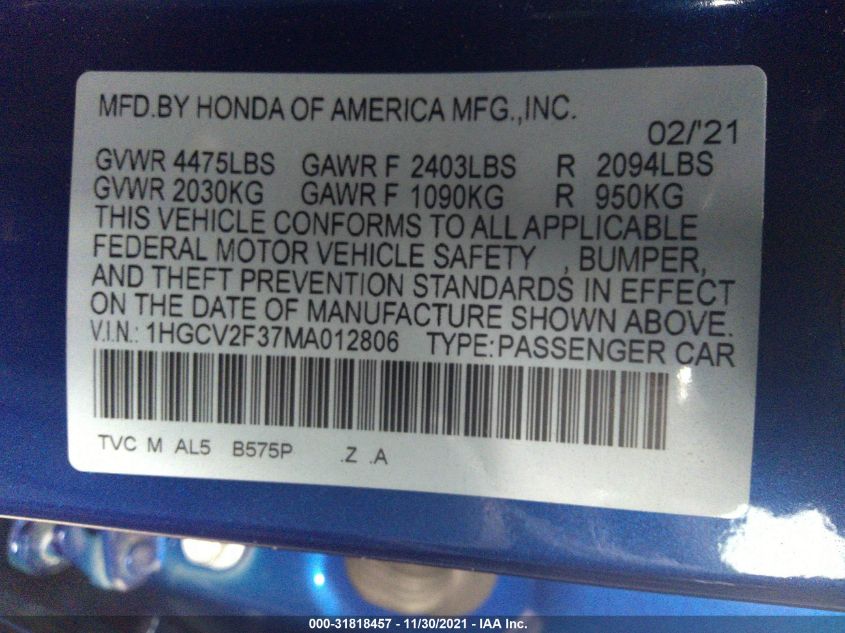 MFD.BY HONDA OF AMERICA MFG.,INC.
02/'21
GVWR 4475LBS GAWR F 2403LBS R 2094LBS
GVWR 2030KG GAWR F 1090KG R 950KG
THIS VEHICLE CONFORMS TO ALL APPLICABLE
FEDERAL MOTOR VEHICLE SAFETY , BUMPER,
AND THEFT PREVENTION STANDARDS IN EFFECT
ON THE DATE OF MANUFACTURE SHOWN ABOVE.
V.I.N.: 1HGCV2F37MA012806 TYPE:PASSENGER CAR
TVC M AL5 B575P .Z .A
000-31818457 - 11/30/2021 - IAA Inc.